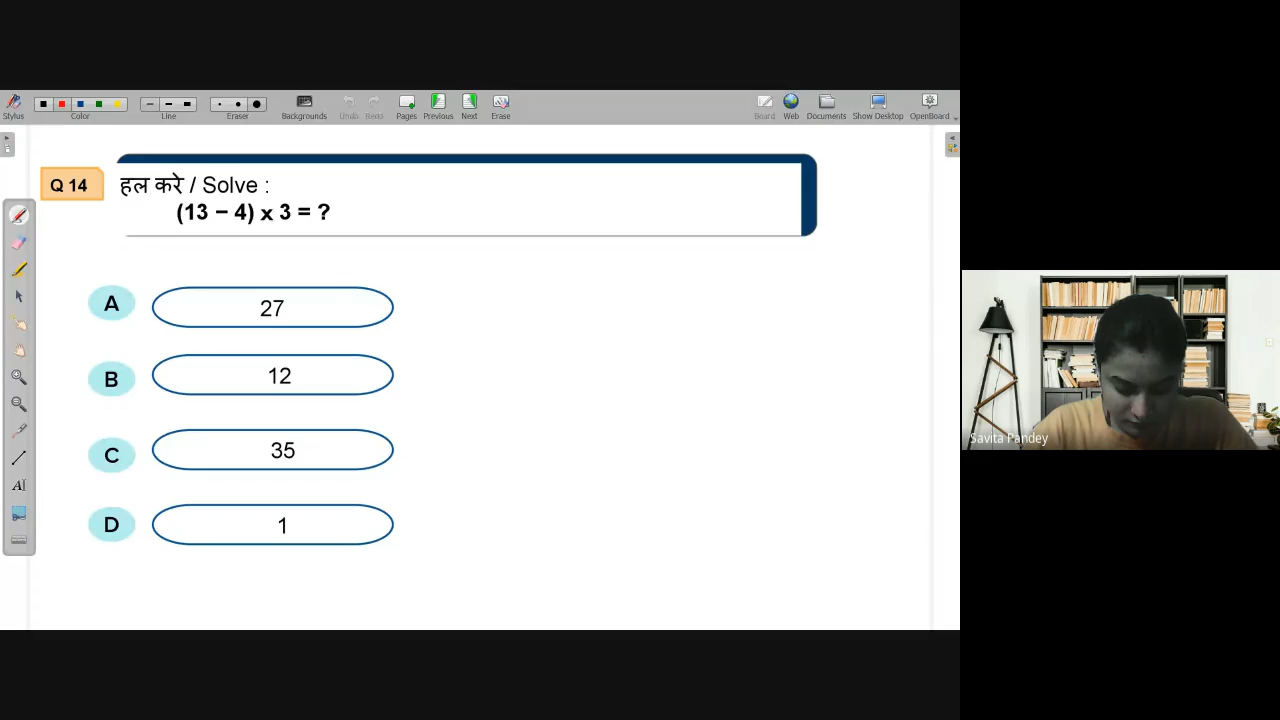 Stylus
Color
Line
Eraser
Backgrounds
Undo
Redo
Pages
Previous
Next
Erase
Board
Web
Documents
Show Desktop
OpenBoard
Q 14
हल करे / Solve :
(13 − 4) x 3 = ?
A
27
B
12
C
35
D
1
AI
Savita Pandey